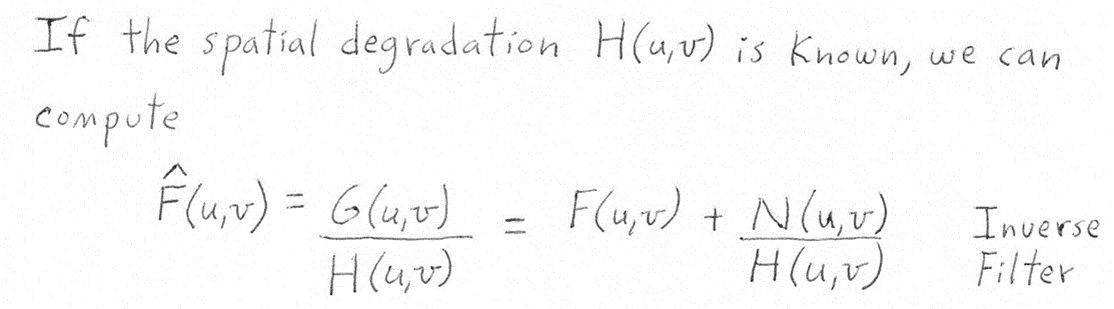 If the spatial degradation H(u,v) is known, we can
compute
F̂(u,v) = G(u,v) / H(u,v) = F(u,v) + N(u,v) / H(u,v) Inverse
Filter